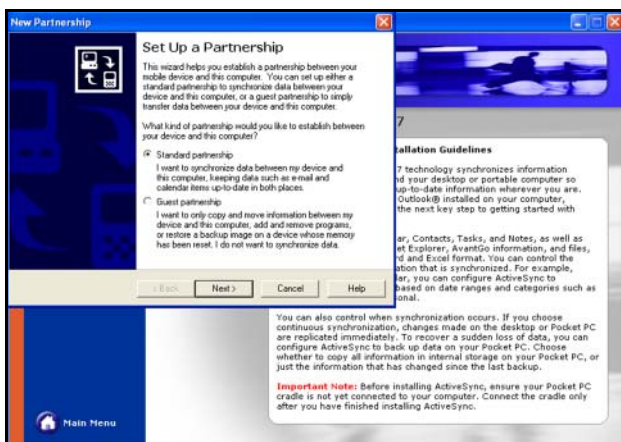 New Partnership
Set Up a Partnership
This wizard helps you establish a partnership between your
mobile device and this computer. You can set up either a
standard partnership to synchronize data between your
device and this computer, or a guest partnership to simply
transfer data between your device and this computer.
What kind of partnership would you like to establish between
your device and this computer?
Standard partnership
I want to synchronize data between my device and
this computer, keeping data such as e-mail and
calendar items up-to-date in both places.
Guest partnership
I want to only copy and move information between my
device and this computer, add and remove programs,
or restore a backup image on a device whose memory
has been reset. I do not want to synchronize data.
< Back
Next >
Cancel
Help
7
Installation Guidelines
7 technology synchronizes information
your desktop or portable computer so
up-to-date information wherever you are.
Outlook® installed on your computer,
the next key step to getting started with
Contacts, Tasks, and Notes, as well as
Explorer, AvantGo information, and files,
and Excel format. You can control the
that is synchronized. For example,
you can configure ActiveSync to
based on date ranges and categories such as
You can also control when synchronization occurs. If you choose
continuous synchronization, changes made on the desktop or Pocket PC
are replicated immediately. To recover a sudden loss of data, you can
configure ActiveSync to back up data on your Pocket PC. Choose
whether to copy all information in internal storage on your Pocket PC, or
just the information that has changed since the last backup.
Important Note: Before installing ActiveSync, ensure your Pocket PC
cradle is not yet connected to your computer. Connect the cradle only
after you have finished installing ActiveSync.
Main Menu